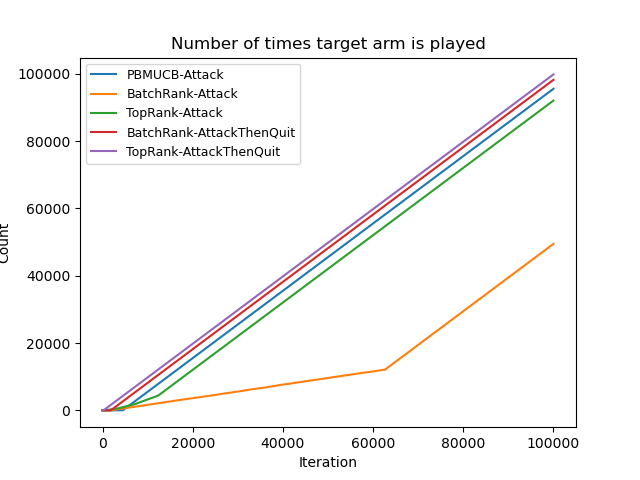 Number of times target arm is played
100000
80000
60000
40000
20000
0
Count
PBMUCB-Attack
BatchRank-Attack
TopRank-Attack
BatchRank-AttackThenQuit
TopRank-AttackThenQuit
0 20000 40000 60000 80000 100000
Iteration